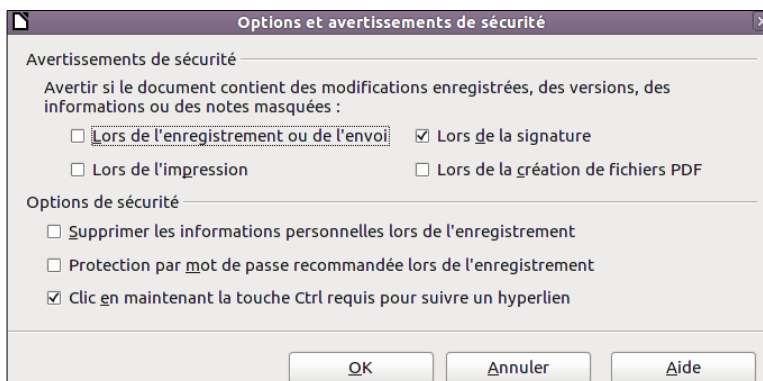 Options et avertissements de sécurité
Avertissements de sécurité
Avertir si le document contient des modifications enregistrées, des versions, des
informations ou des notes masquées :
Lors de l'enregistrement ou de l'envoi Lors de la signature
Lors de l'impression Lors de la création de fichiers PDF
Options de sécurité
Supprimer les informations personnelles lors de l'enregistrement
Protection par mot de passe recommandée lors de l'enregistrement
Clic en maintenant la touche Ctrl requis pour suivre un hyperlien
OK Annuler Aide